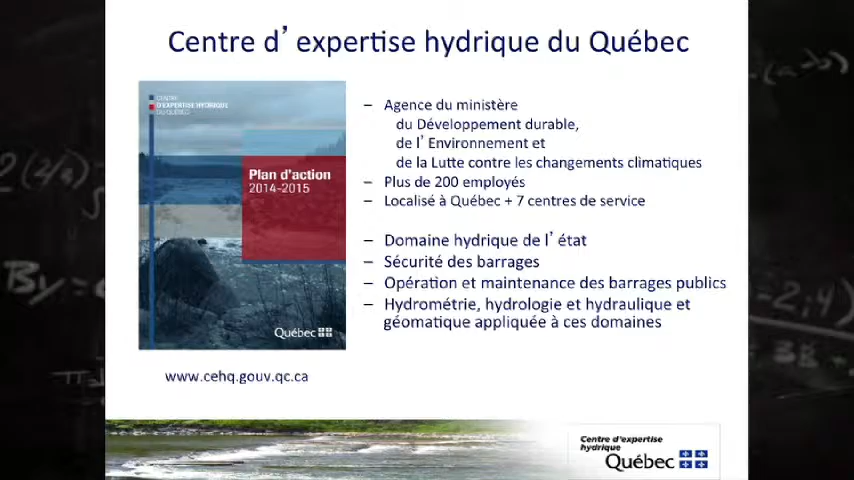 Centre d’expertise hydrique du Québec
CENTRE
D'EXPERTISE HYDRIQUE
DU QUÉBEC
Plan d'action
2014-2015
Québec
– Agence du ministère
du Développement durable,
de l’Environnement et
de la Lutte contre les changements climatiques
– Plus de 200 employés
– Localisé à Québec + 7 centres de service
– Domaine hydrique de l’état
– Sécurité des barrages
– Opération et maintenance des barrages publics
– Hydrométrie, hydrologie et hydraulique et
géomatique appliquée à ces domaines
www.cehq.gouv.qc.ca
Centre d'expertise
hydrique
Québec